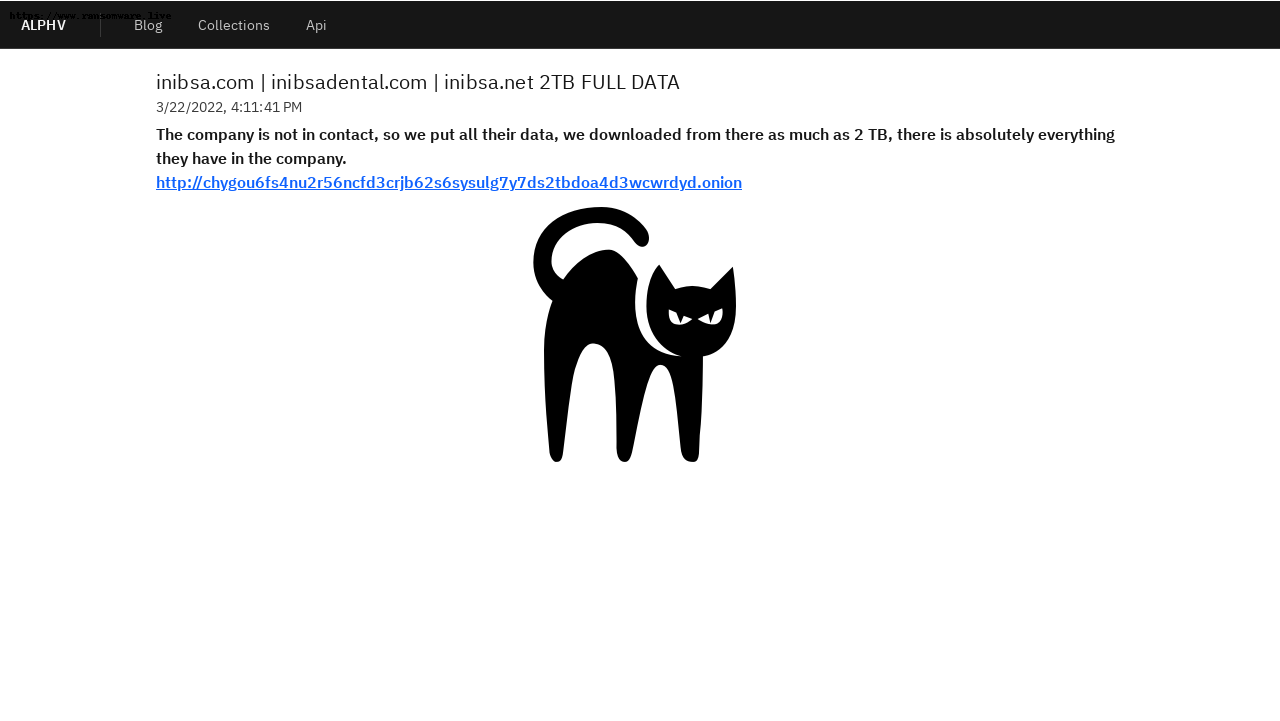 https://www.ransomware.live
ALPHV
Blog
Collections
Api
inibsa.com | inibsadental.com | inibsa.net 2TB FULL DATA
3/22/2022, 4:11:41 PM
The company is not in contact, so we put all their data, we downloaded from there as much as 2 TB, there is absolutely everything
they have in the company.
http://chygou6fs4nu2r56ncfd3crjb62s6sysulg7y7ds2tbdoa4d3wcwrdyd.onion